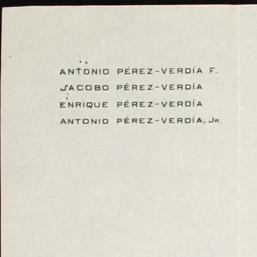 ANTONIO PÉREZ-VERDÍA F.
JACOBO PÉREZ-VERDÍA
ENRIQUE PÉREZ-VERDÍA
ANTONIO PÉREZ-VERDÍA, JR.